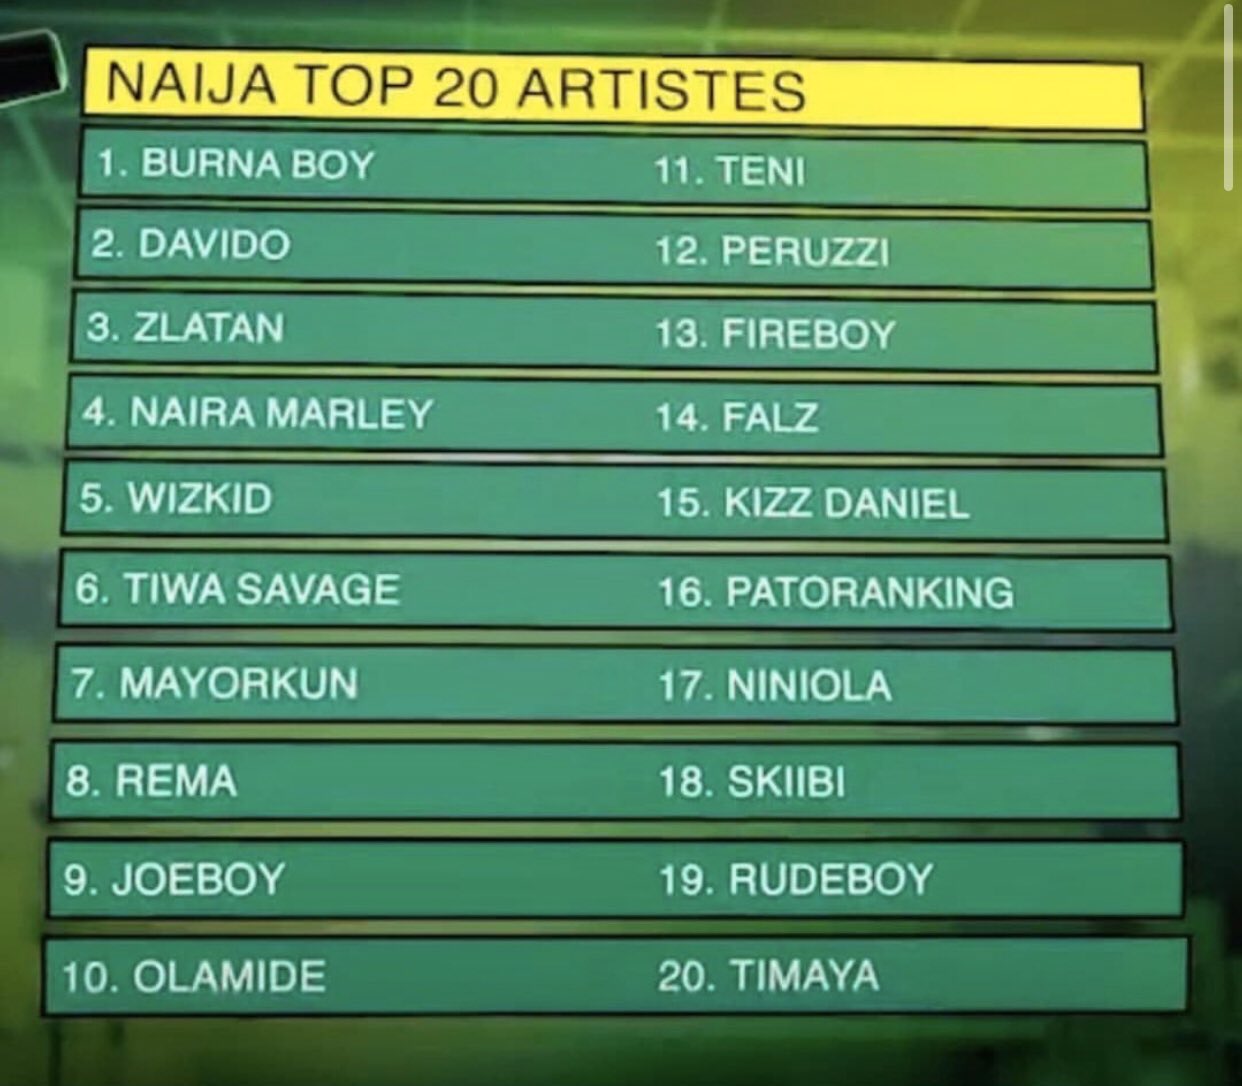 NAIJA TOP 20 ARTISTES
1. BURNA BOY
2. DAVIDO
3. ZLATAN
4. NAIRA MARLEY
5. WIZKID
6. TIWA SAVAGE
7. MAYORKUN
8. REMA
9. JOEBOY
10. OLAMIDE
11. TENI
12. PERUZZI
13. FIREBOY
14. FALZ
15. KIZZ DANIEL
16. PATORANKING
17. NINIOLA
18. SKIIBI
19. RUDEBOY
20. TIMAYA